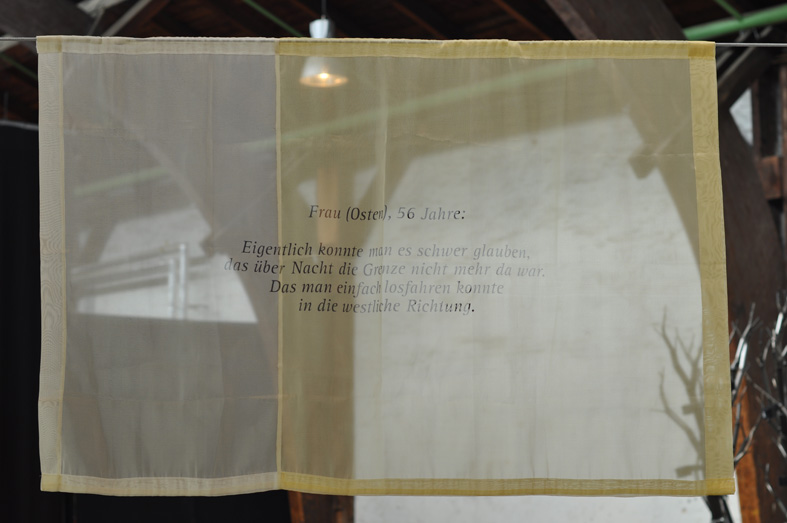 Frau (Osten), 56 Jahre:
Eigentlich konnte man es schwer glauben,
das über Nacht die Grenze nicht mehr da war.
Das man einfach losfahren konnte
in die westliche Richtung.